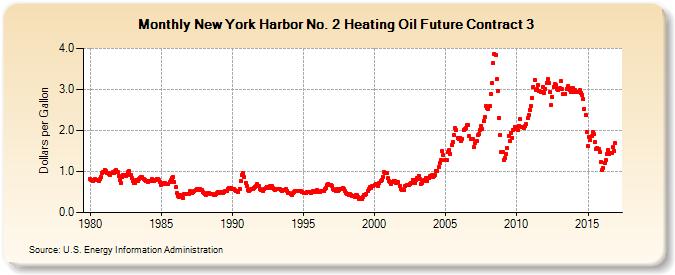 Monthly New York Harbor No. 2 Heating Oil Future Contract 3
Dollars per Gallon
4.0
3.0
2.0
1.0
0.0
1980 1985 1990 1995 2000 2005 2010 2015
Source: U.S. Energy Information Administration